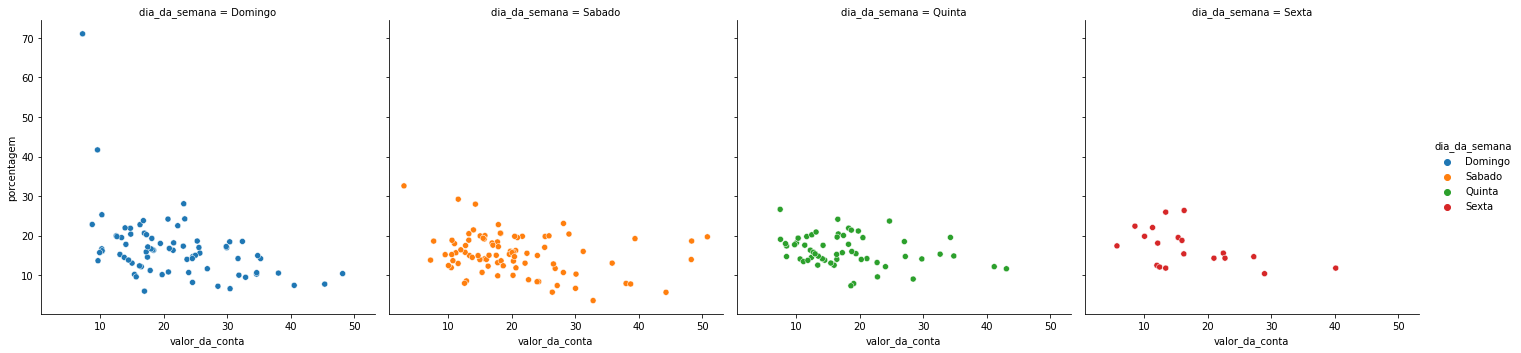 dia_da_semana = Domingo
dia_da_semana = Sabado
dia_da_semana = Quinta
dia_da_semana = Sexta
porcentagem
70
60
50
40
30
20
10
10 20 30 40 50
10 20 30 40 50
10 20 30 40 50
10 20 30 40 50
valor_da_conta
valor_da_conta
valor_da_conta
valor_da_conta
dia_da_semana
Domingo
Sabado
Quinta
Sexta